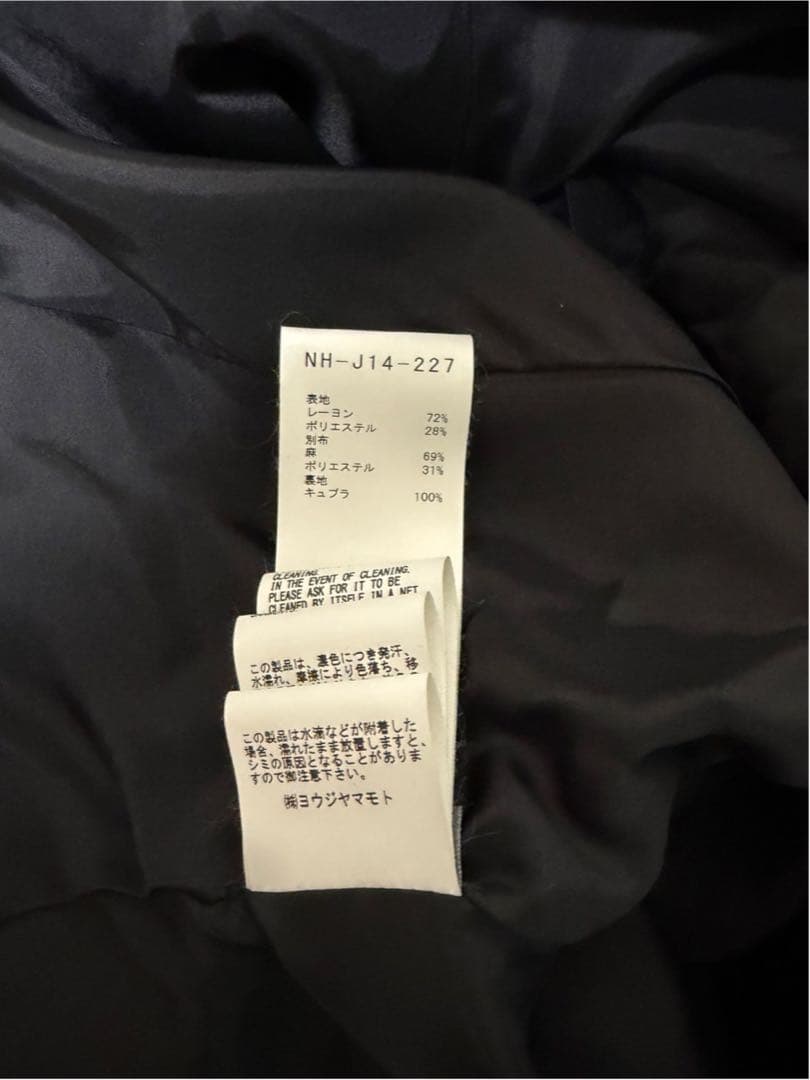 NH-J14-227
表地
レーヨン 72%
ポリエステル 28%
別布
麻 69%
ポリエステル 31%
裏地
キュプラ 100%
CLEANING.
IN THE EVENT OF CLEANING.
PLEASE ASK FOR IT TO BE
CLEANED BY ITSELF IN A NET
この製品は、濃色につき発汗、
水濡れ、摩擦により色落ち、移
この製品は水滴などが附着した
場合、濡れたまま放置しますと、
シミの原因となることがありま
すので御注意下さい。
㈱ヨウジヤマモト